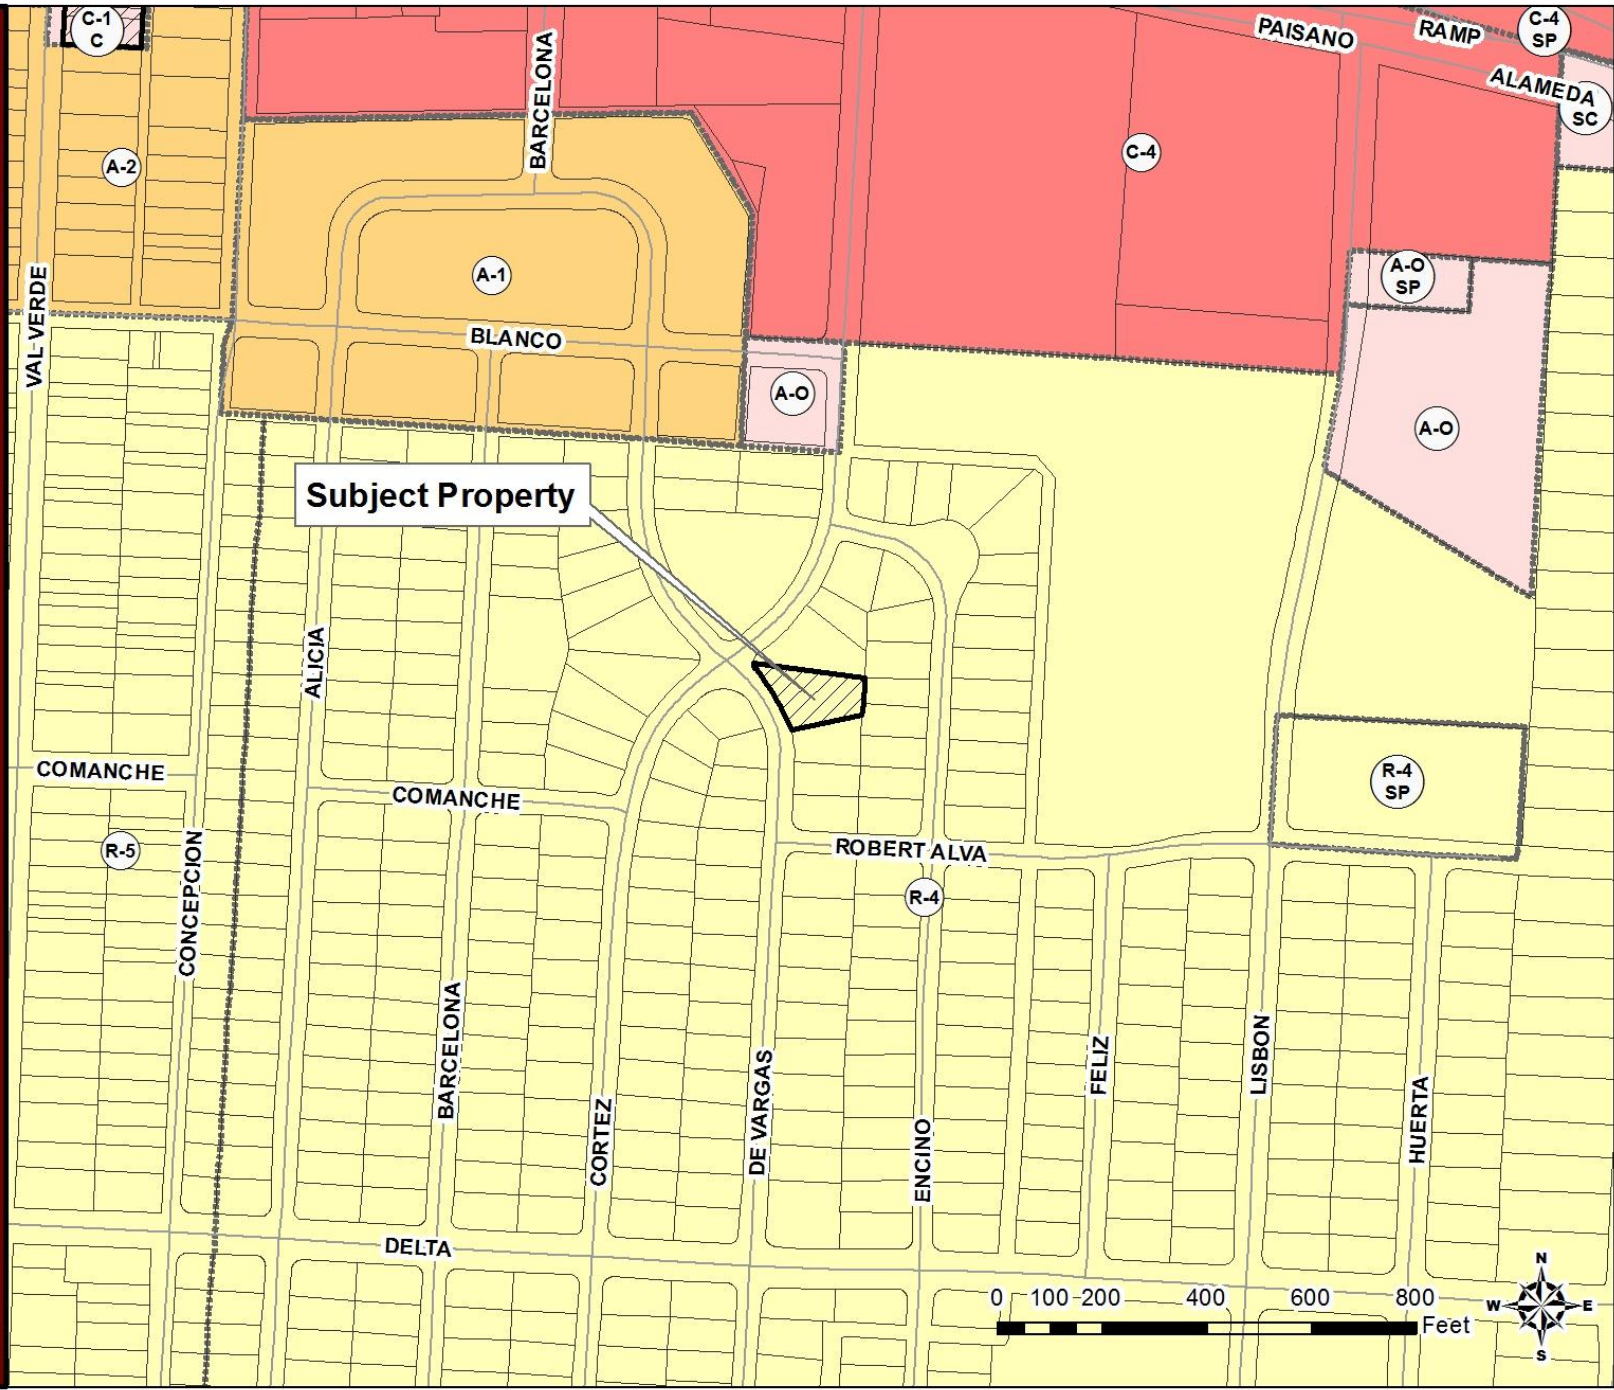 C-1
C
BARCELONA
PAISANO
RAMP
C-4
SP
ALAMEDA
SC
A-2
C-4
A-1
A-O
SP
VAL VERDE
BLANCO
A-O
A-O
Subject Property
ALICIA
COMANCHE
COMANCHE
R-4
SP
R-5
CONCEPCION
ROBERT ALVA
R-4
BARCELONA
CORTEZ
DE VARGAS
ENCINO
FELIZ
LISBON
HUERTA
DELTA
0 100 200 400 600 800
Feet
N
W E
S